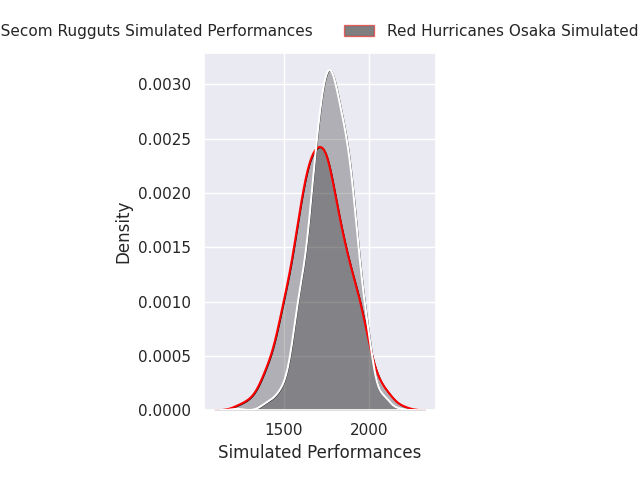 Secom Rugguts Simulated Performances
Red Hurricanes Osaka Simulated
0.0030
0.0025
0.0020
0.0015
0.0010
0.0005
0.0000
Density
1500 2000
Simulated Performances